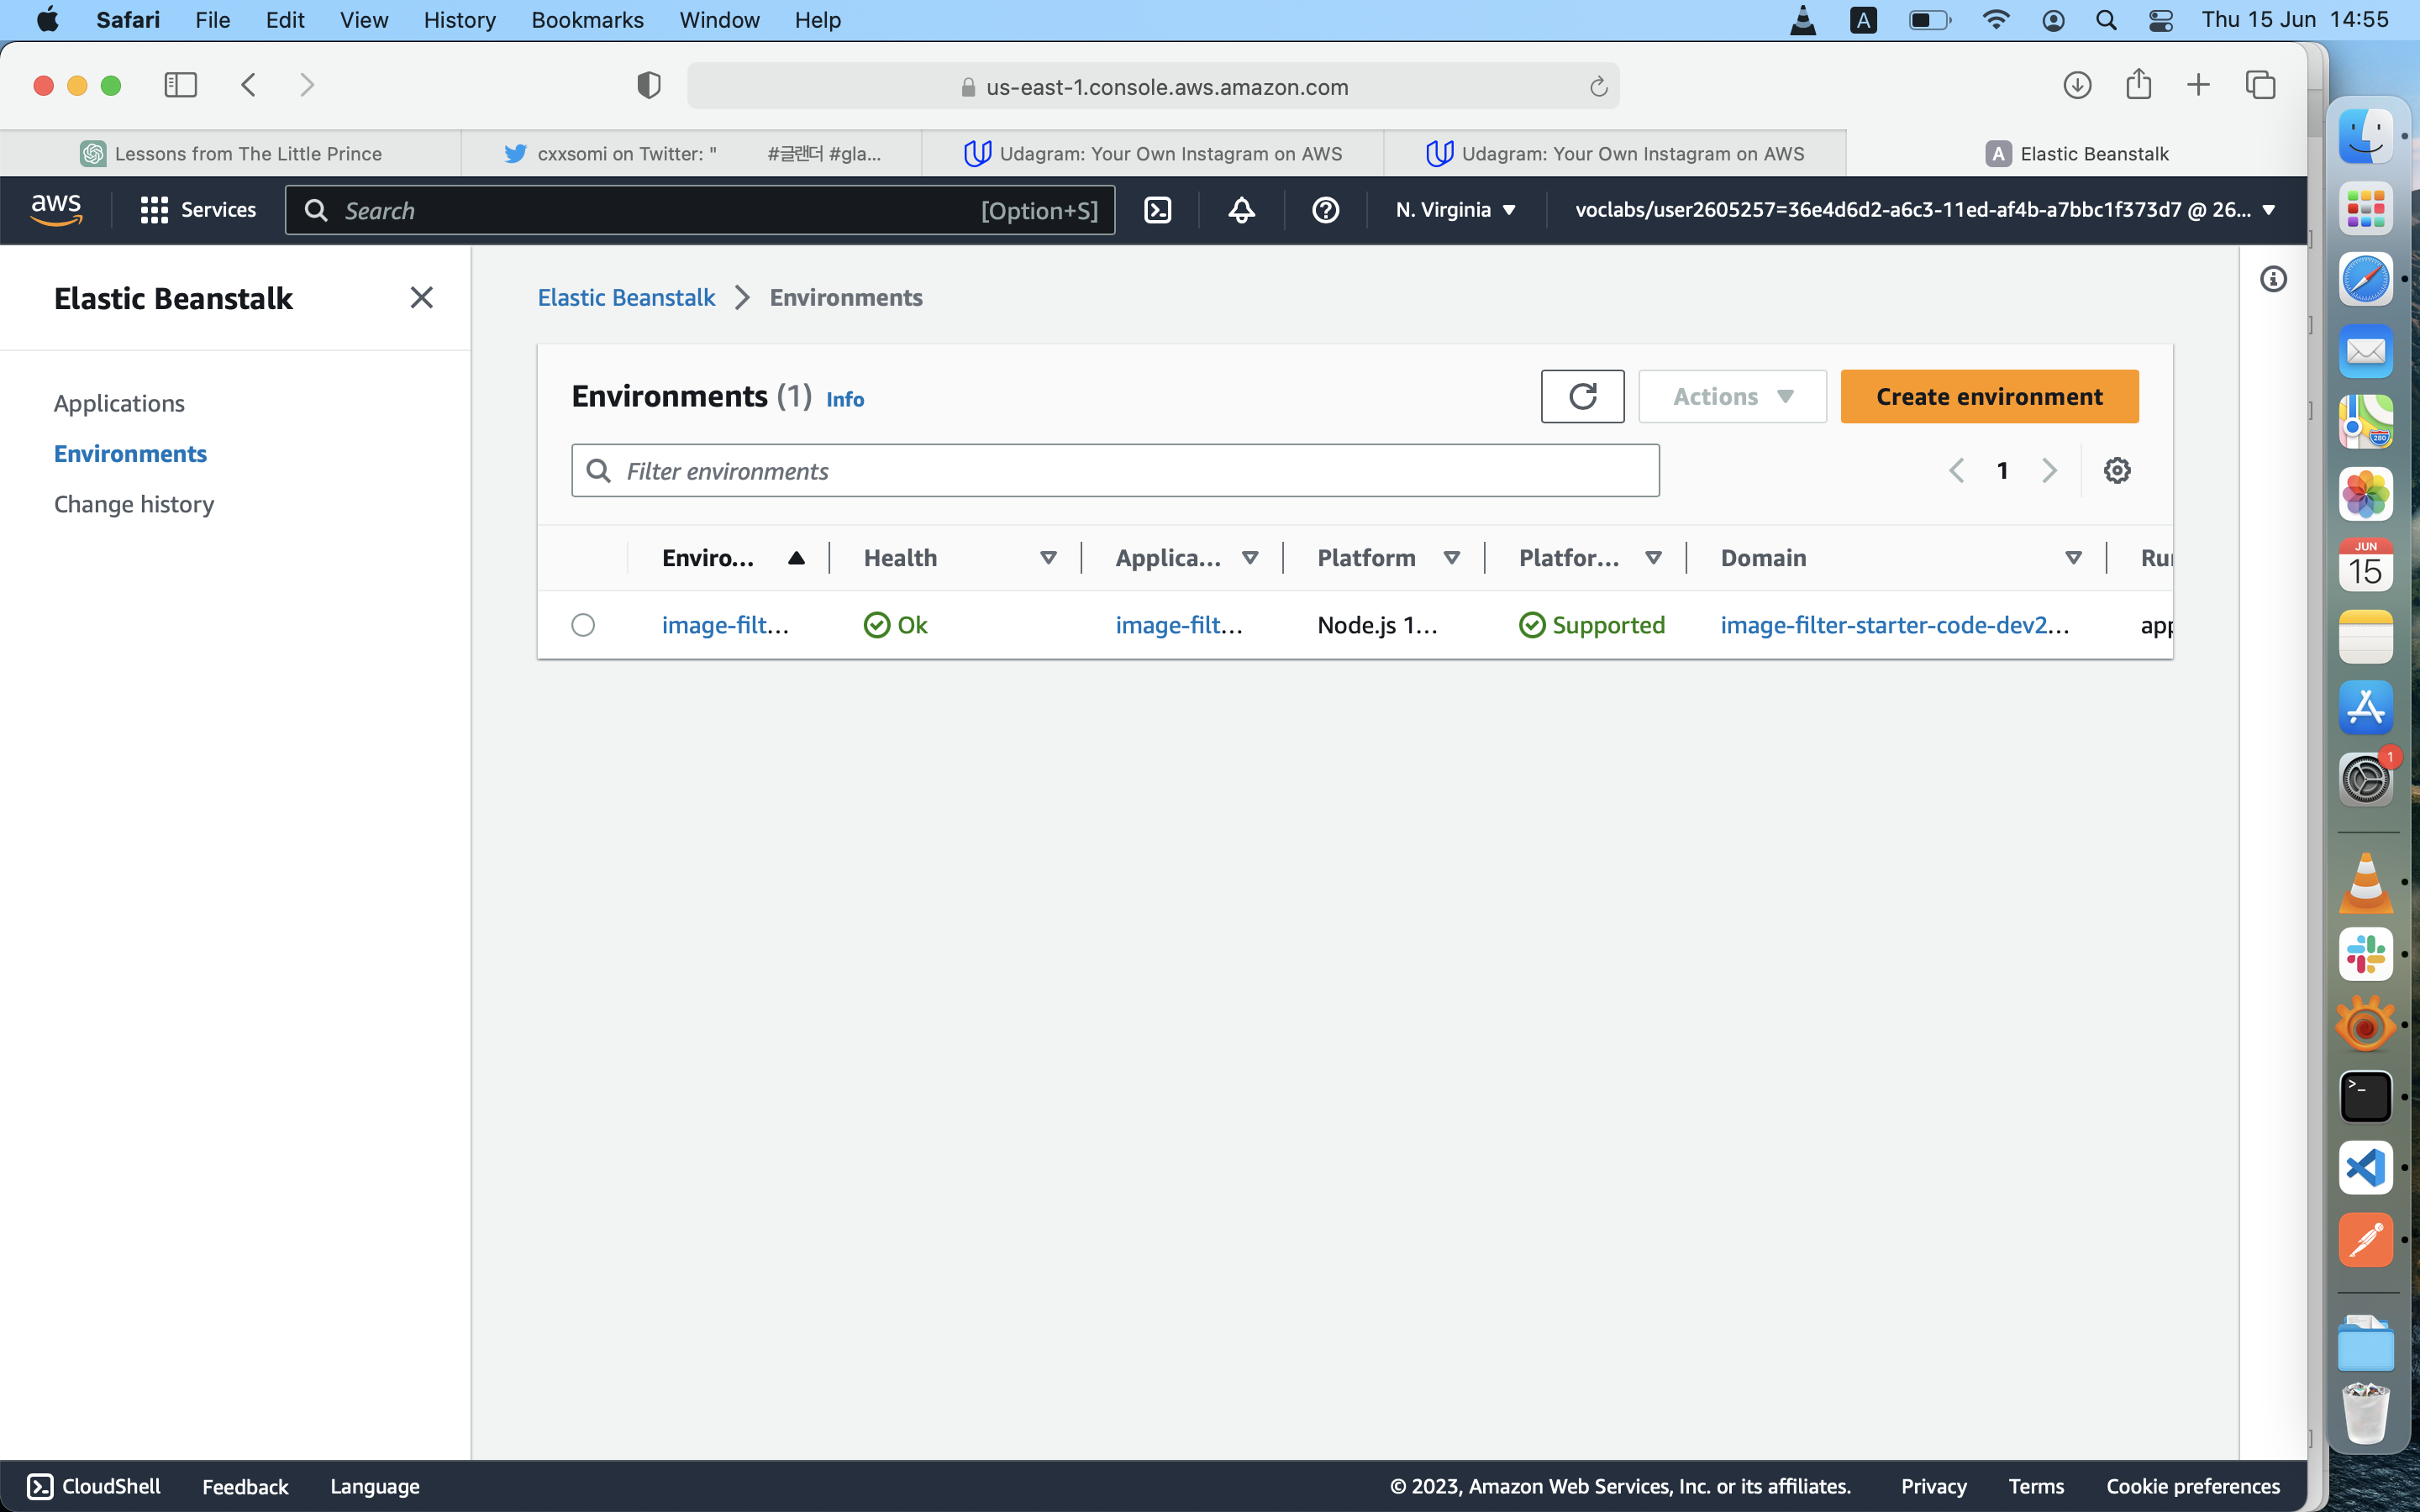 Safari File Edit View History Bookmarks Window Help A Thu 15 Jun 14:55
us-east-1.console.aws.amazon.com
Lessons from The Little Prince cxxsomi on Twitter: " #글랜더 #gla... Udagram: Your Own Instagram on AWS Udagram: Your Own Instagram on AWS A Elastic Beanstalk
aws Services Search [Option+S] N. Virginia voclabs/user2605257=36e4d6d2-a6c3-11ed-af4b-a7bbc1f373d7 @ 26...
Elastic Beanstalk
Applications
Environments
Change history
Elastic Beanstalk > Environments
Environments (1) Info Actions Create environment
Filter environments 1
Enviro... Health Applica... Platform Platfor... Domain Ru
image-filt... Ok image-filt... Node.js 1... Supported image-filter-starter-code-dev2... app
280
JUN
15
1
CloudShell Feedback Language © 2023, Amazon Web Services, Inc. or its affiliates. Privacy Terms Cookie preferences